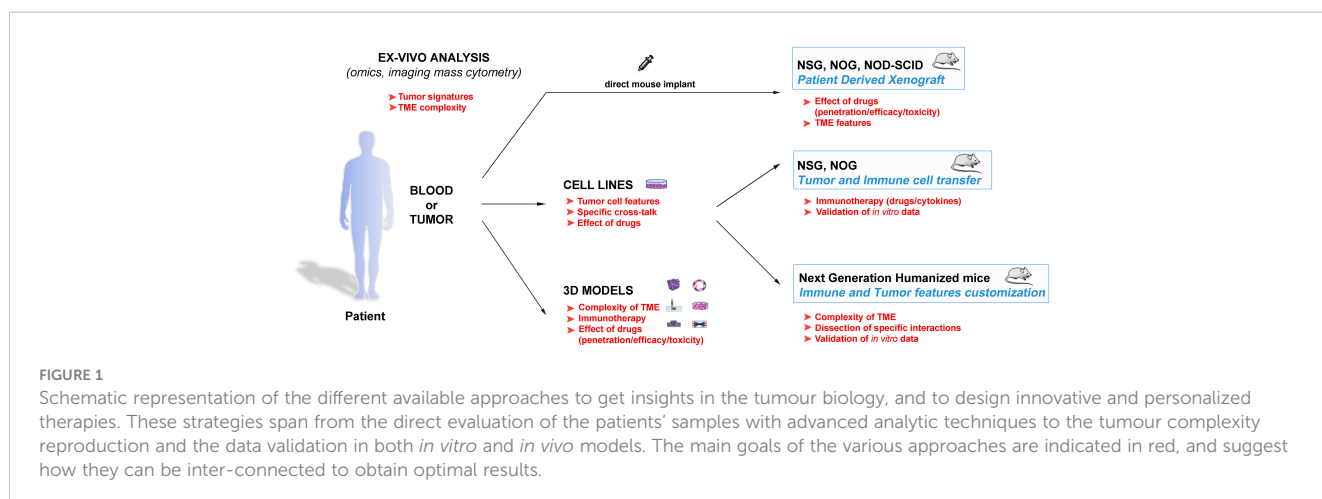 EX-VIVO ANALYSIS
(omics, imaging mass cytometry)
➤ Tumor signatures
➤ TME complexity
Patient
BLOOD
or
TUMOR
direct mouse implant
CELL LINES
➤ Tumor cell features
➤ Specific cross-talk
➤ Effect of drugs
3D MODELS
➤ Complexity of TME
➤ Immunotherapy
➤ Effect of drugs
(penetration/efficacy/toxicity)
NSG, NOG, NOD-SCID
Patient Derived Xenograft
➤ Effect of drugs
(penetration/efficacy/toxicity)
➤ TME features
NSG, NOG
Tumor and Immune cell transfer
➤ Immunotherapy (drugs/cytokines)
➤ Validation of in vitro data
Next Generation Humanized mice
Immune and Tumor features customization
➤ Complexity of TME
➤ Dissection of specific interactions
➤ Validation of in vitro data
FIGURE 1
Schematic representation of the different available approaches to get insights in the tumour biology, and to design innovative and personalized
therapies. These strategies span from the direct evaluation of the patients' samples with advanced analytic techniques to the tumour complexity
reproduction and the data validation in both in vitro and in vivo models. The main goals of the various approaches are indicated in red, and suggest
how they can be inter-connected to obtain optimal results.